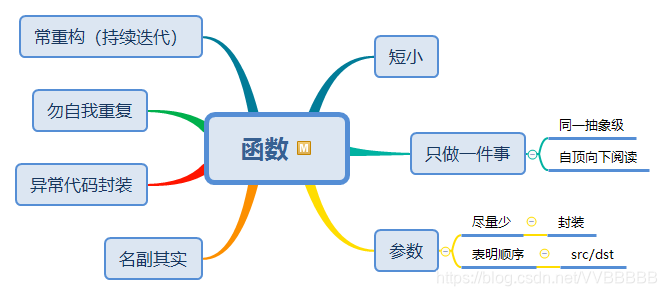 函数
M
短小
只做一件事
同一抽象级
自顶向下阅读
参数
尽量少
封装
表明顺序
src/dst
常重构（持续迭代）
勿自我重复
异常代码封装
名副其实
https://blog.csdn.net/VVBBBBB